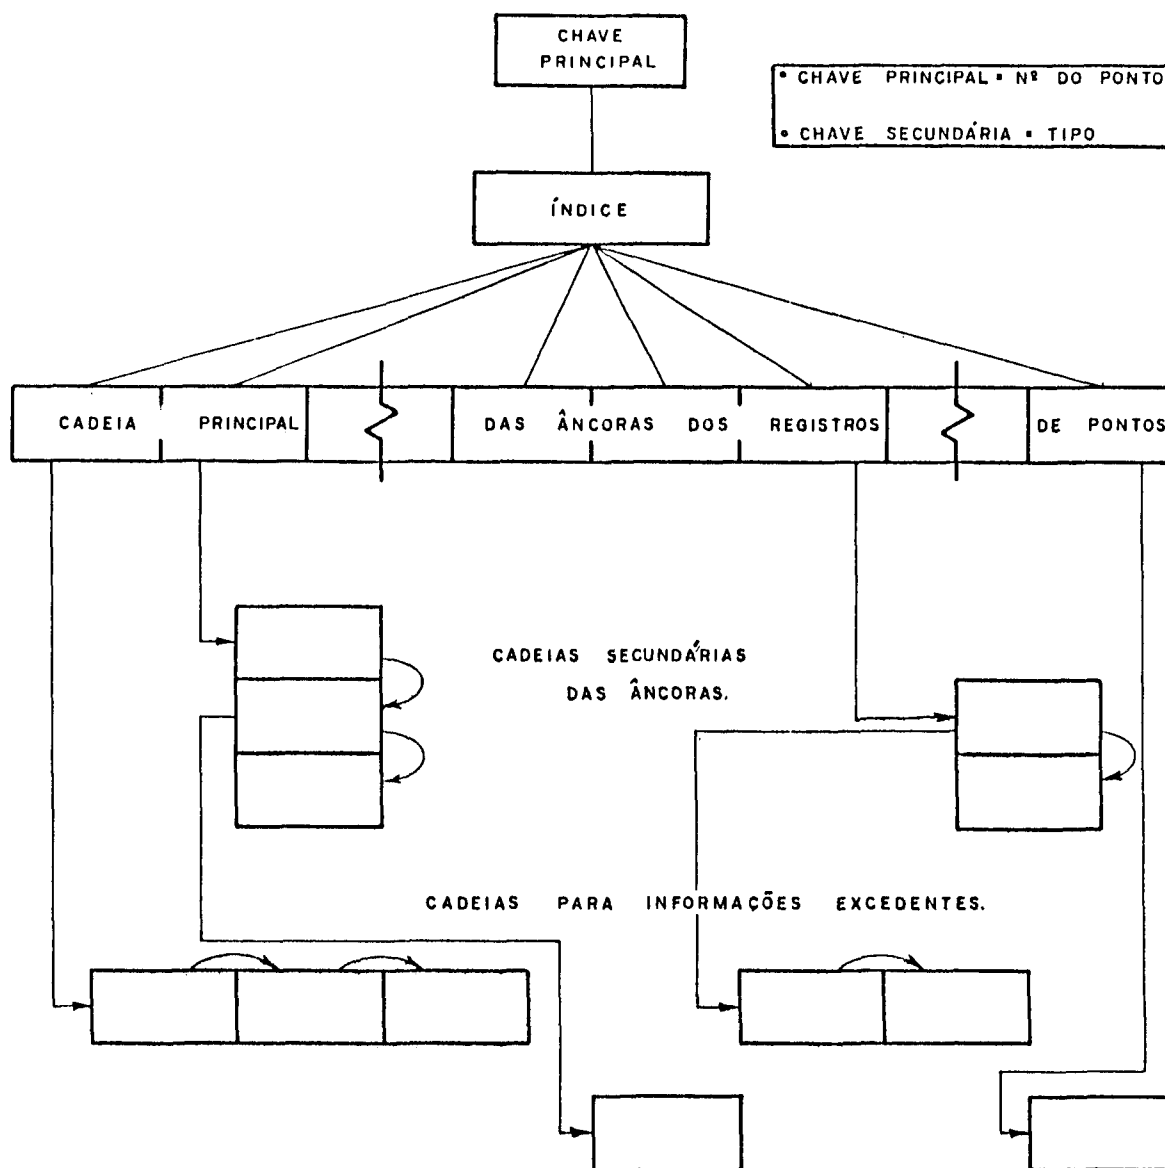 CHAVE
PRINCIPAL
• CHAVE PRINCIPAL = Nº DO PONTO
• CHAVE SECUNDÁRIA = TIPO
ÍNDICE
CADEIA PRINCIPAL DAS ÂNCORAS DOS REGISTROS DE PONTOS
CADEIAS SECUNDÁRIAS
DAS ÂNCORAS.
CADEIAS PARA INFORMAÇÕES EXCEDENTES.